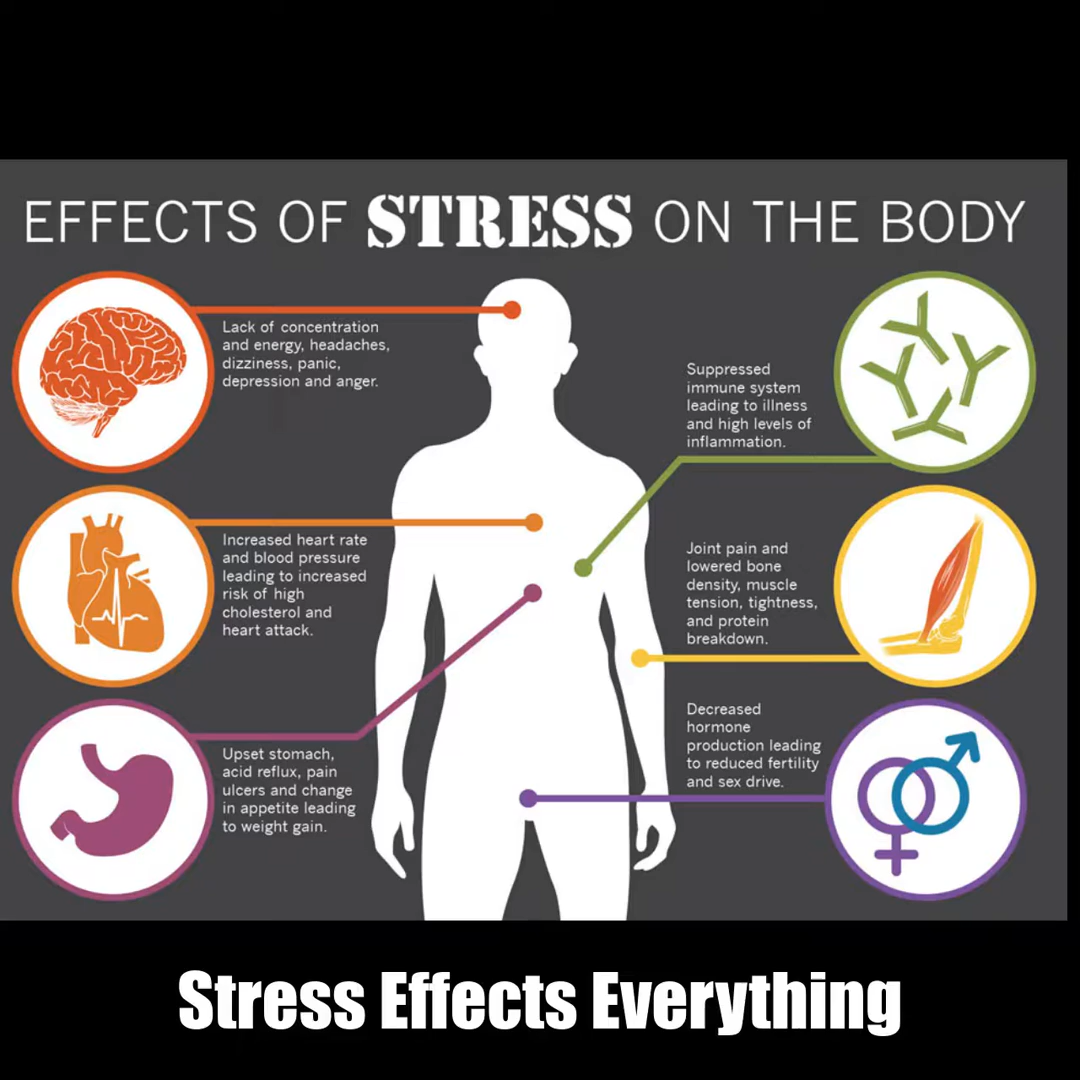 EFFECTS OF STRESS ON THE BODY
Lack of concentration
and energy, headaches,
dizziness, panic,
depression and anger.
Increased heart rate
and blood pressure
leading to increased
risk of high
cholesterol and
heart attack.
Upset stomach,
acid reflux, pain
ulcers and change
in appetite leading
to weight gain.
Suppressed
immune system
leading to illness
and high levels of
inflammation.
Joint pain and
lowered bone
density, muscle
tension, tightness,
and protein
breakdown.
Decreased
hormone
production leading
to reduced fertility
and sex drive.
Stress Effects Everything